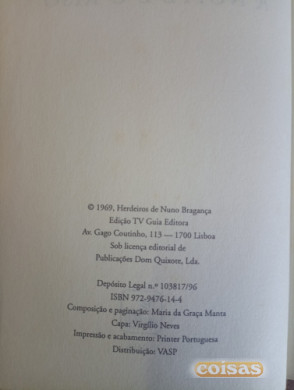 © 1969, Herdeiros de Nuno Bragança
Edição TV Guia Editora
Av. Gago Coutinho, 113 — 1700 Lisboa
Sob licença editorial de
Publicações Dom Quixote, Lda.
Depósito Legal n.º 103817/96
ISBN 972-9476-14-4
Composição e paginação: Maria da Graça Manta
Capa: Virgílio Neves
Impressão e acabamento: Printer Portuguesa
Distribuição: VASP
coisas